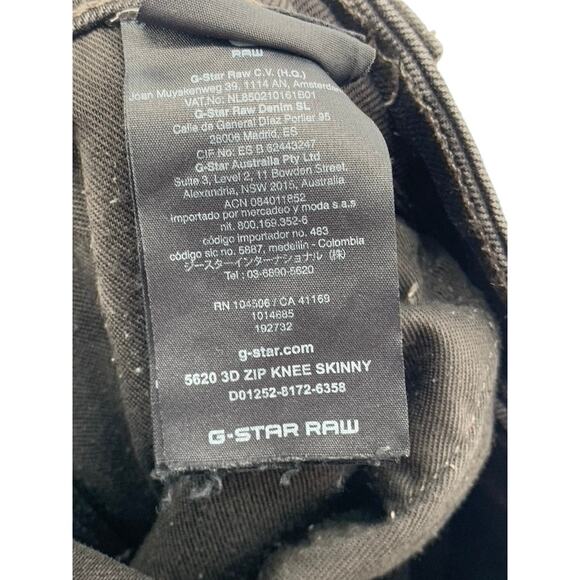 RAW
G-Star Raw C.V. (H.Q.)
Joan Muyskenweg 39, 1114 AN, Amsterdam
VAT.No: NL850210161B01
G-Star Raw Denim SL
Calle de General Díaz Porlier 95
28006 Madrid, ES
CIF No: ES B 62443247
G-Star Australia Pty Ltd
Suite 3, Level 2, 11 Bowden Street,
Alexandria, NSW 2015, Australia
ACN 084011852
importado por mercadeo y moda s.a.s
nit. 800.169.352-6
código importador no. 483
código sic no. 5887, medellin - Colombia
ジースターインターナショナル (株)
Tel : 03-6890-5620
RN 104506 / CA 41169
1014685
192732
g-star.com
5620 3D ZIP KNEE SKINNY
D01252-8172-6358
G-STAR RAW